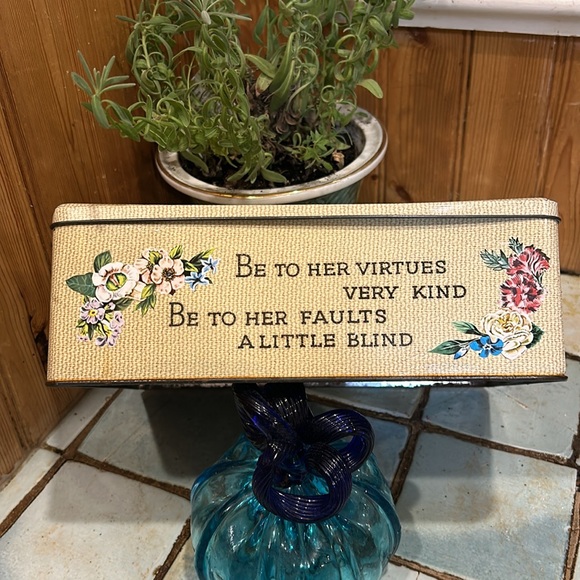 BE TO HER VIRTUES
VERY KIND
BE TO HER FAULTS
A LITTLE BLIND